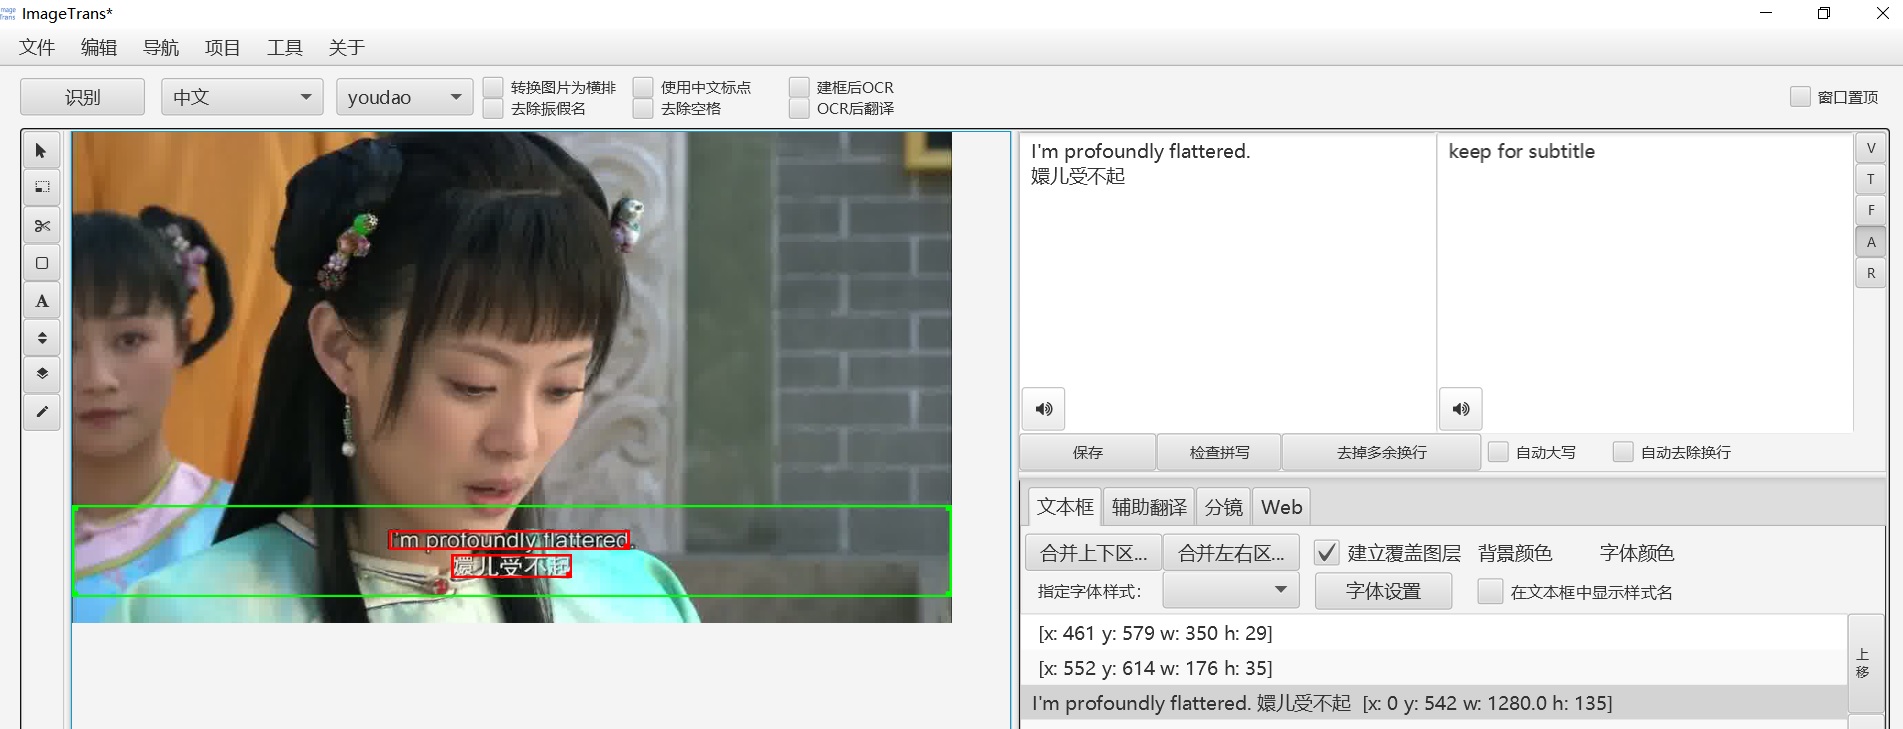 image
Trans
ImageTrans*
文件 编辑 导航 项目 工具 关于
识别 中文 youdao
转换图片为横排 使用中文标点 建框后OCR
去除振假名 去除空格 OCR后翻译
窗口置顶
I'm profoundly flattered.
嬛儿受不起
I'm profoundly flattered.
嬛儿受不起
keep for subtitle
V
T
F
A
R
A
保存 检查拼写 去掉多余换行 自动大写 自动去除换行
文本框 辅助翻译 分镜 Web
合并上下区... 合并左右区... 建立覆盖图层 背景颜色 字体颜色
指定字体样式: 字体设置 在文本框中显示样式名
[x: 461 y: 579 w: 350 h: 29]
[x: 552 y: 614 w: 176 h: 35]
I'm profoundly flattered. 嬛儿受不起 [x: 0 y: 542 w: 1280.0 h: 135]
上
移